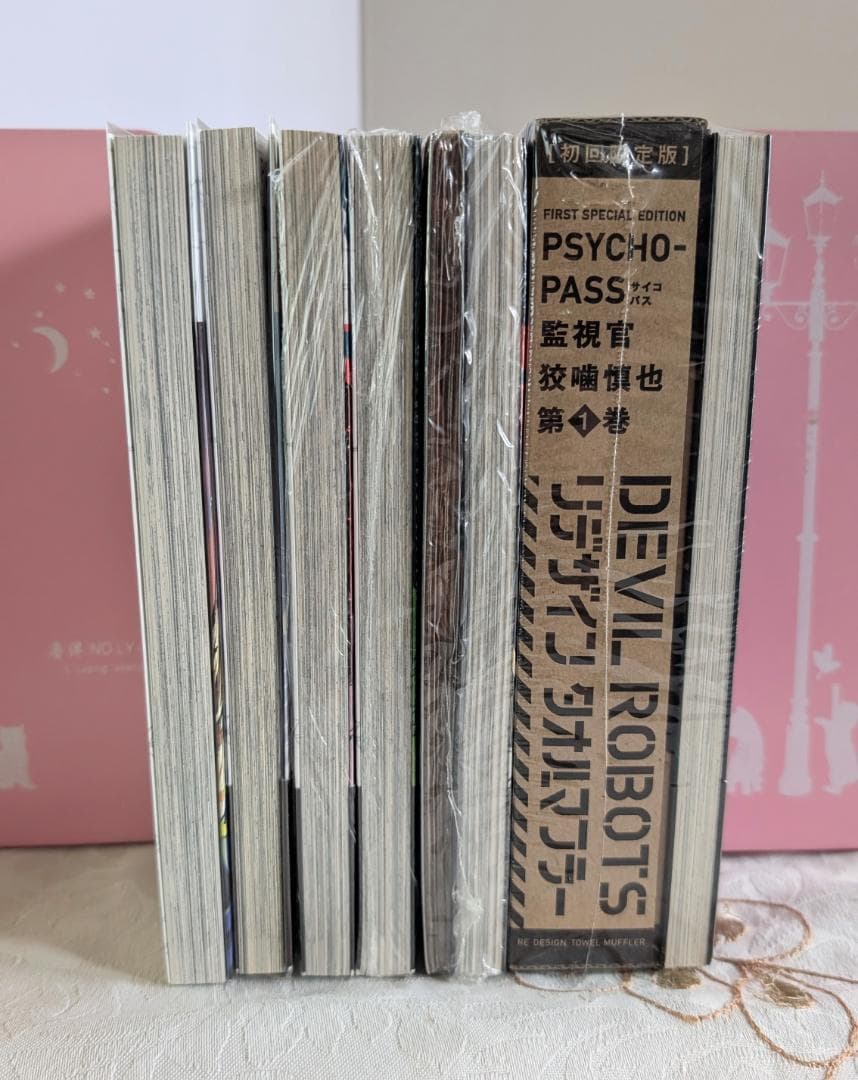 [初回限定版]
FIRST SPECIAL EDITION
PSYCHO-
PASS サイコ
パス
監視官
狡噛慎也
第1巻
DEVIL ROBOTS
リデザイン タオルマフラー
RE DESIGN TOWEL MUFFLER